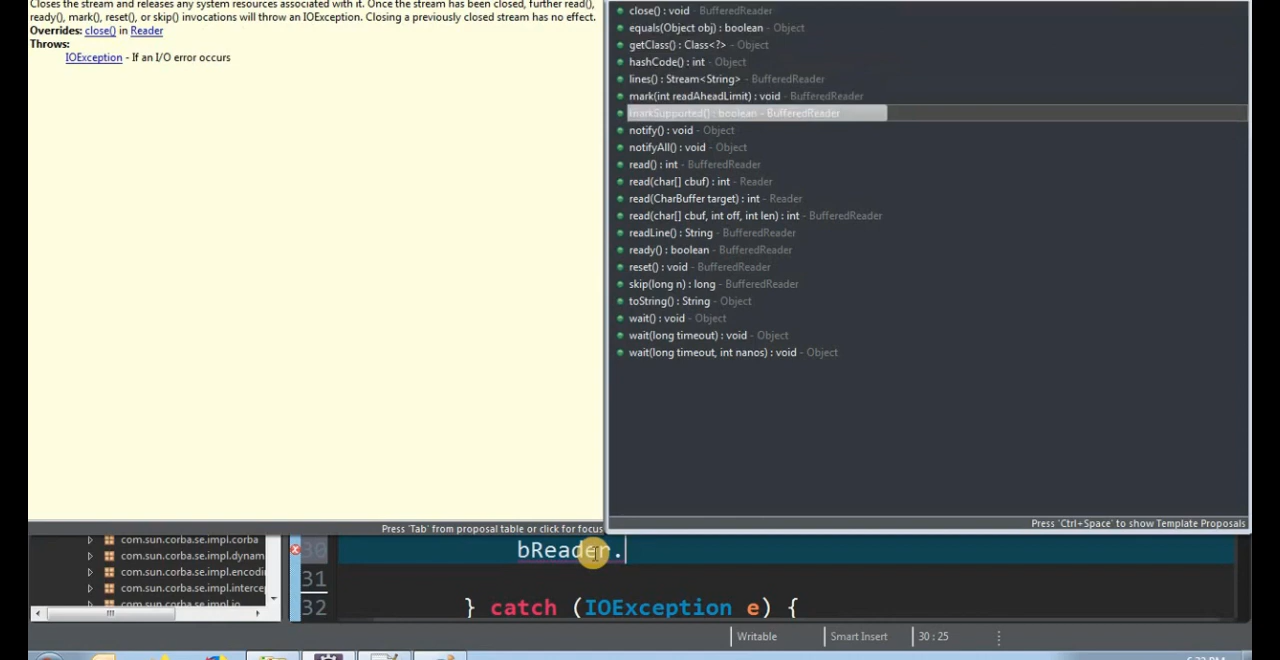 Closes the stream and releases any system resources associated with it. Once the stream has been closed, further read(),
ready(), mark(), reset(), or skip() invocations will throw an IOException. Closing a previously closed stream has no effect.
Overrides: close() in Reader
Throws:
IOException - If an I/O error occurs
Press 'Tab' from proposal table or click for focus
close() : void - BufferedReader
equals(Object obj) : boolean - Object
getClass() : Class<?> - Object
hashCode() : int - Object
lines() : Stream<String> - BufferedReader
mark(int readAheadLimit) : void - BufferedReader
markSupported() : boolean - BufferedReader
notify() : void - Object
notifyAll() : void - Object
read() : int - BufferedReader
read(char[] cbuf) : int - Reader
read(CharBuffer target) : int - Reader
read(char[] cbuf, int off, int len) : int - BufferedReader
readLine() : String - BufferedReader
ready() : boolean - BufferedReader
reset() : void - BufferedReader
skip(long n) : long - BufferedReader
toString() : String - Object
wait() : void - Object
wait(long timeout) : void - Object
wait(long timeout, int nanos) : void - Object
Press 'Ctrl+Space' to show Template Proposals
com.sun.corba.se.impl.corba
com.sun.corba.se.impl.dynam
com.sun.corba.se.impl.encodi
com.sun.corba.se.impl.interce
com.sun.corba.se.impl.io
30 bReader.
31
32 } catch (IOException e) {
Writable Smart Insert 30 : 25